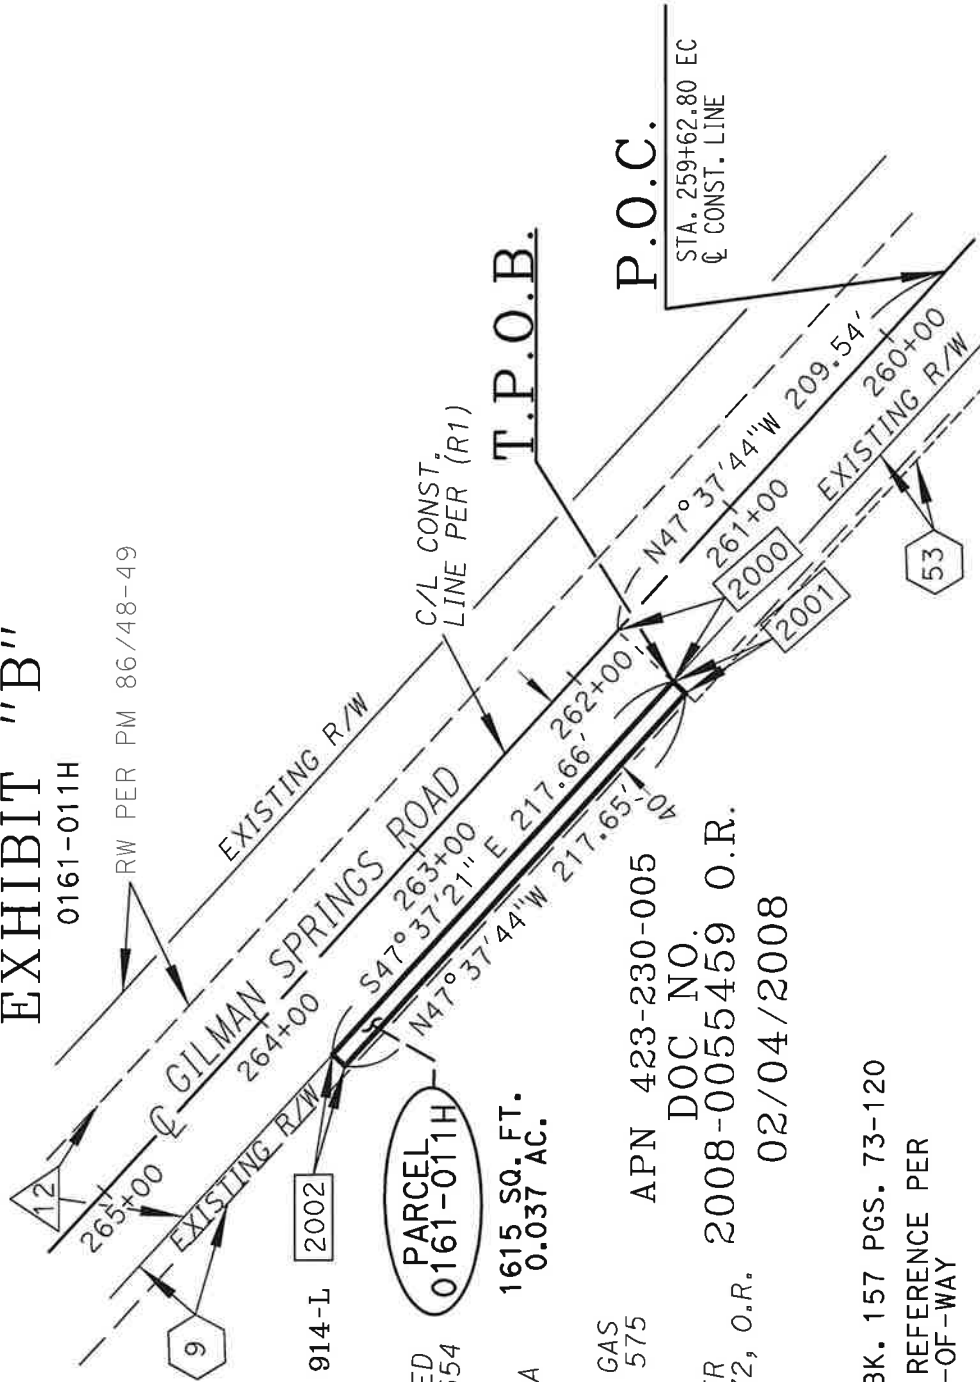 EXHIBIT "B"
0161-011H
RW PER PM 86/48-49
EXISTING R/W
C/L CONST.
LINE PER (R1)
T.P.O.B.
P.O.C.
STA. 259+62.80 EC
℄ CONST. LINE
12
265+00
℄ GILMAN SPRINGS ROAD
264+00
263+00
262+00
261+00
260+00
N47°37'44"W 209.54'
EXISTING R/W
EXISTING R/W
S47°37'21" E 217.66'
N47°37'44"W 217.65'
40'
2000
2001
2002
53
9
914-L
PARCEL
0161-011H
1615 SQ. FT.
0.037 AC.
APN 423-230-005
DOC NO.
2008-0055459 O.R.
02/04/2008
ED
554
A
GAS
575
R
72, O.R.
BK. 157 PGS. 73-120
REFERENCE PER
-OF-WAY